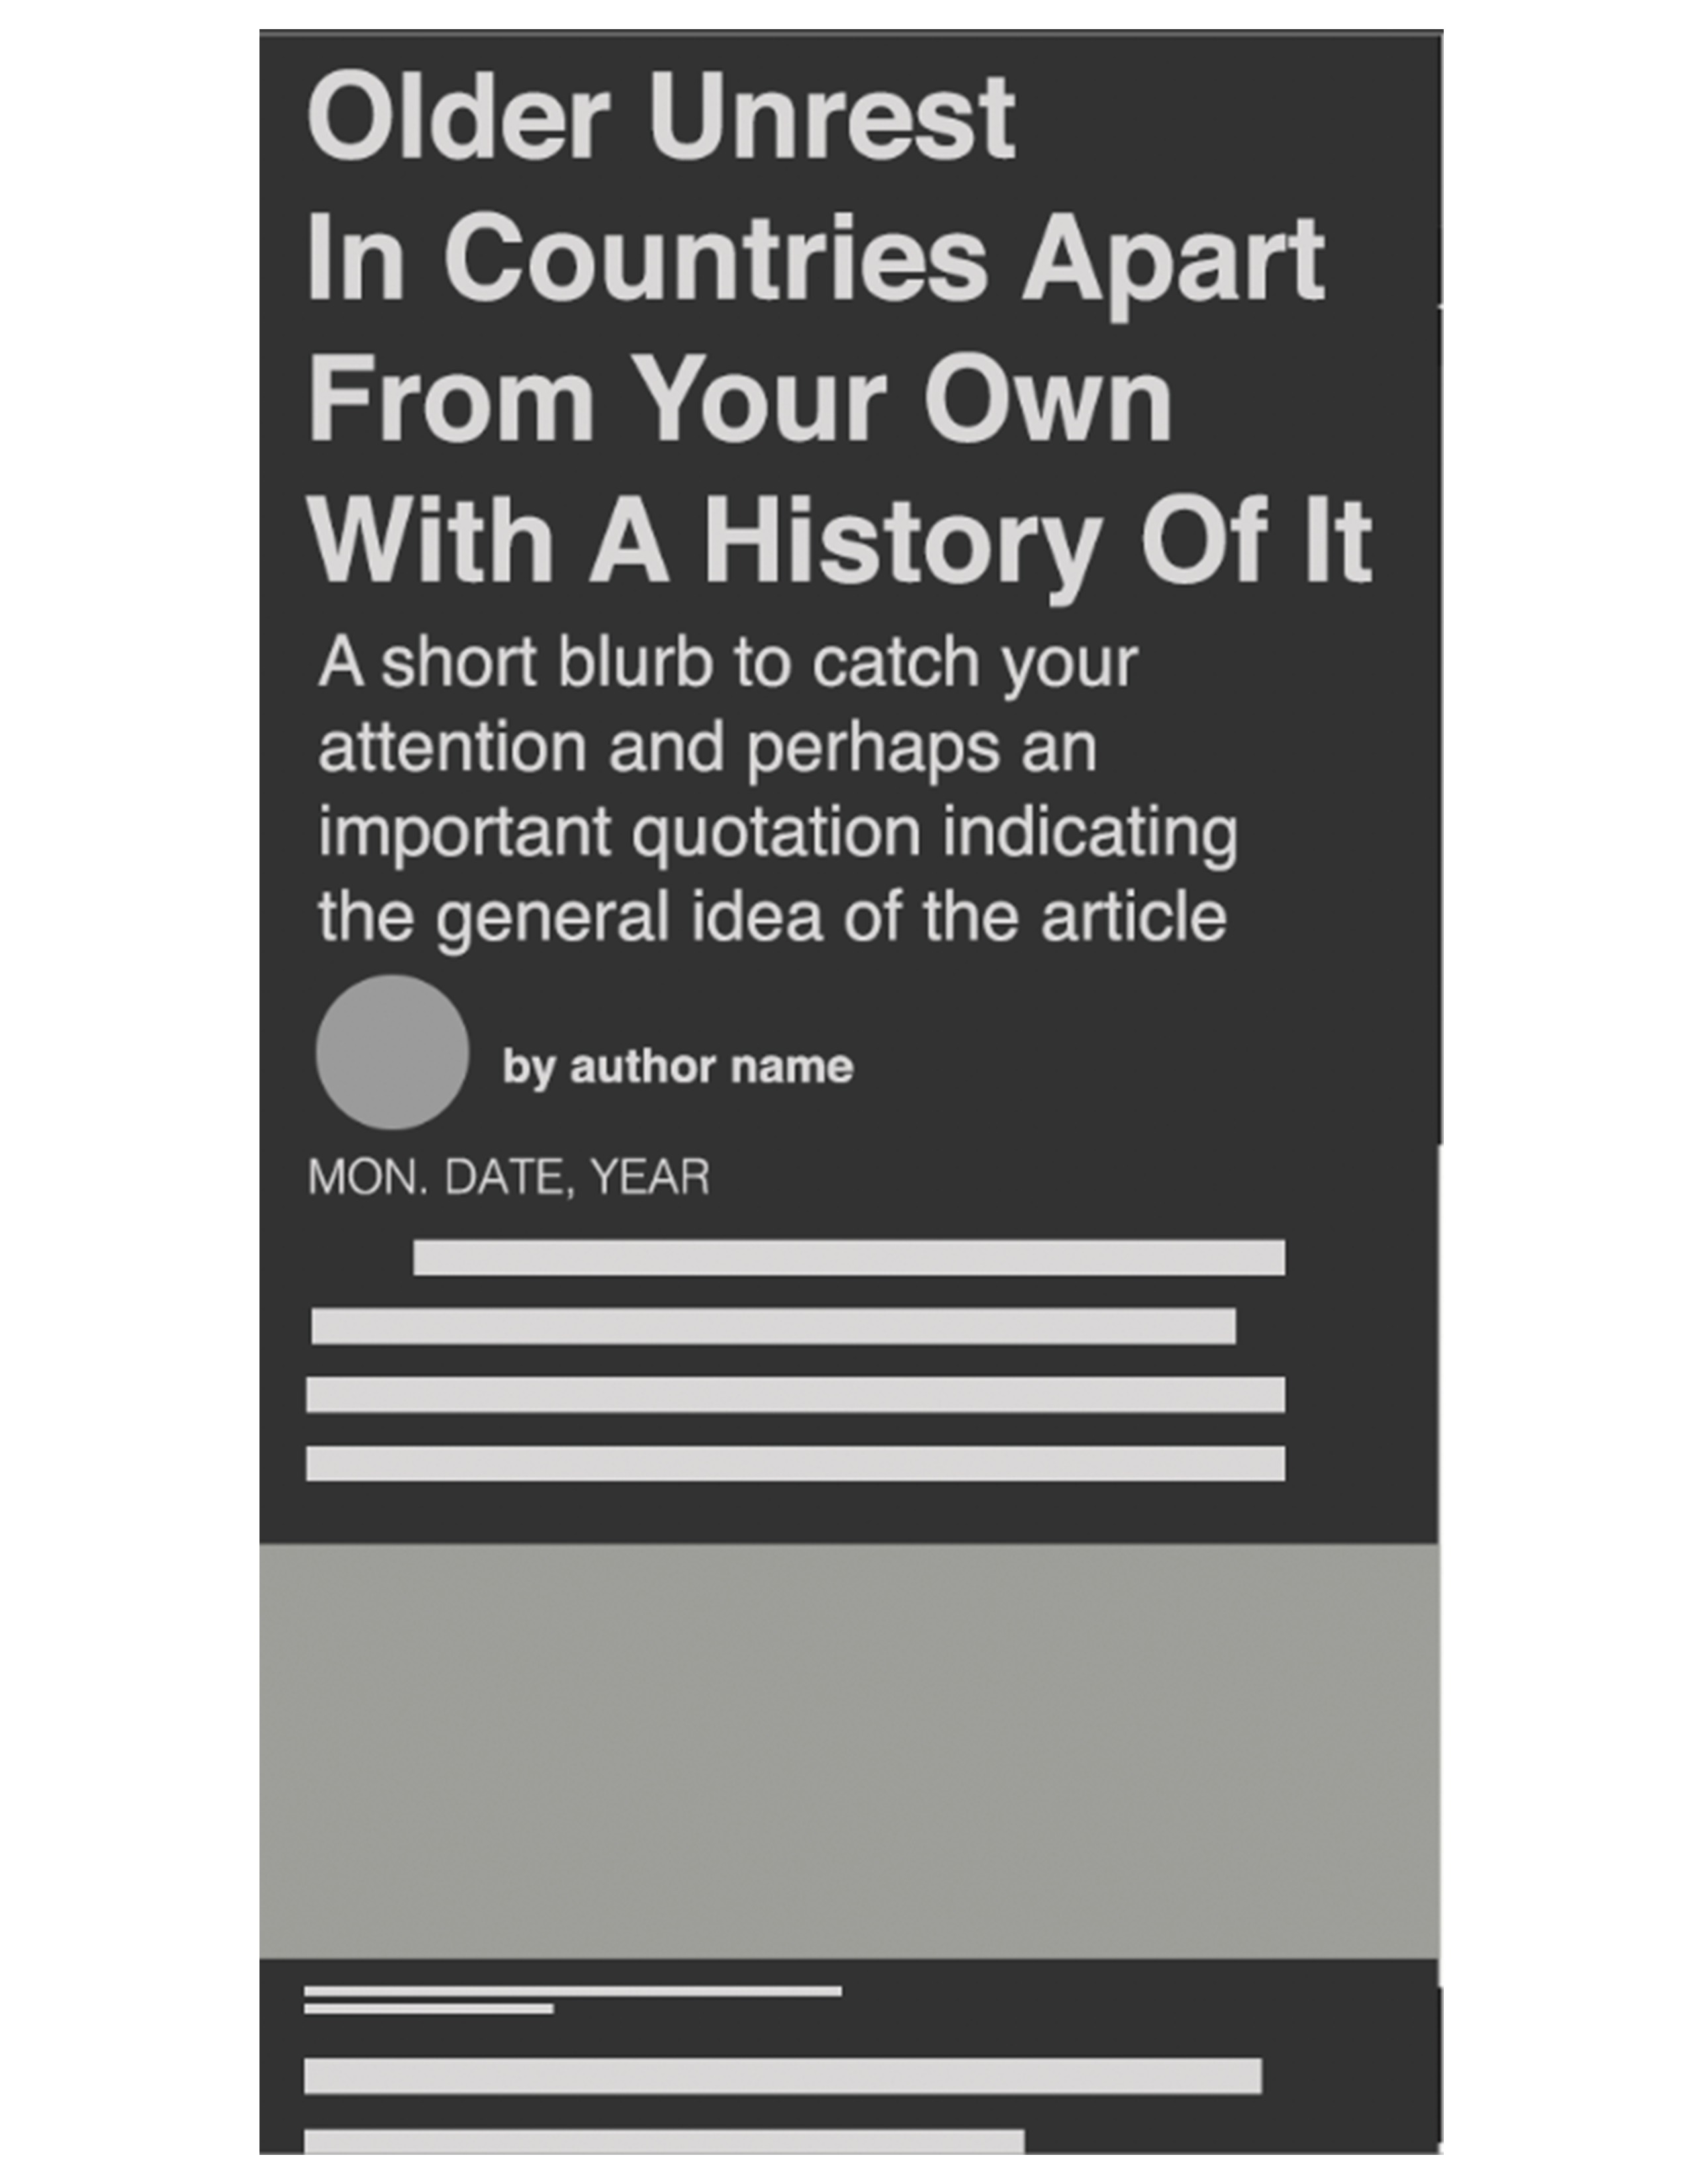 Older Unrest
In Countries Apart
From Your Own
With A History Of It
A short blurb to catch your
attention and perhaps an
important quotation indicating
the general idea of the article
by author name
MON. DATE, YEAR